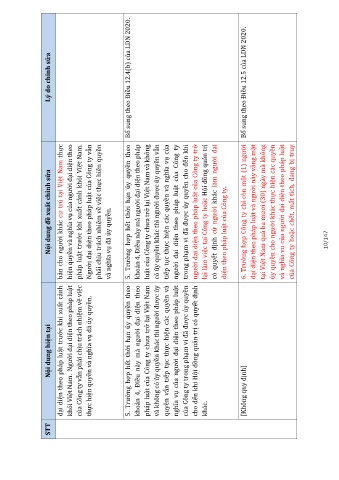 STT
Nội dung hiện tại
Nội dung đề xuất chỉnh sửa
Lý do chỉnh sửa
đại diện theo pháp luật trước khi xuất cảnh
khỏi Việt Nam. Người đại diện theo pháp luật
của Công ty vẫn phải chịu trách nhiệm về việc
thực hiện quyền và nghĩa vụ đã ủy quyền.
bản cho người khác cư trú tại Việt Nam thực
hiện quyền và nghĩa vụ của người đại diện theo
pháp luật trước khi xuất cảnh khỏi Việt Nam.
Người đại diện theo pháp luật của Công ty vẫn
phải chịu trách nhiệm về việc thực hiện quyền
và nghĩa vụ đã ủy quyền.
5. Trường hợp hết thời hạn ủy quyền theo
khoản 4, Điều này mà người đại diện theo
pháp luật của Công ty chưa trở lại Việt Nam
và không có ủy quyền khác thì người được ủy
quyền vẫn tiếp tục thực hiện các quyền và
nghĩa vụ của người đại diện theo pháp luật
của Công ty trong phạm vi đã được ủy quyền
cho đến khi Hội đồng quản trị có quyết định
khác.
5. Trường hợp hết thời hạn ủy quyền theo
khoản 4, Điều này mà người đại diện theo pháp
luật của Công ty chưa trở lại Việt Nam và không
có ủy quyền khác thì người được ủy quyền vẫn
tiếp tục thực hiện các quyền và nghĩa vụ của
người đại diện theo pháp luật của Công ty
trong phạm vi đã được ủy quyền cho đến khi
người đại diện theo pháp luật của Công ty trở
lại làm việc tại Công ty hoặc Hội đồng quản trị
có quyết định cử người khác làm người đại
diện theo pháp luật của Công ty.
Bổ sung theo Điều 12.4(b) của LDN 2020.
[Không quy định]
6. Trường hợp Công ty chỉ còn một (1) người
đại diện theo pháp luật và người này vắng mặt
tại Việt Nam quá ba mươi (30) ngày mà không
ủy quyền cho người khác thực hiện các quyền
và nghĩa vụ của người đại diện theo pháp luật
của Công ty hoặc chết, mất tích, đang bị truy
Bổ sung theo Điều 12.5 của LDN 2020.
10/147